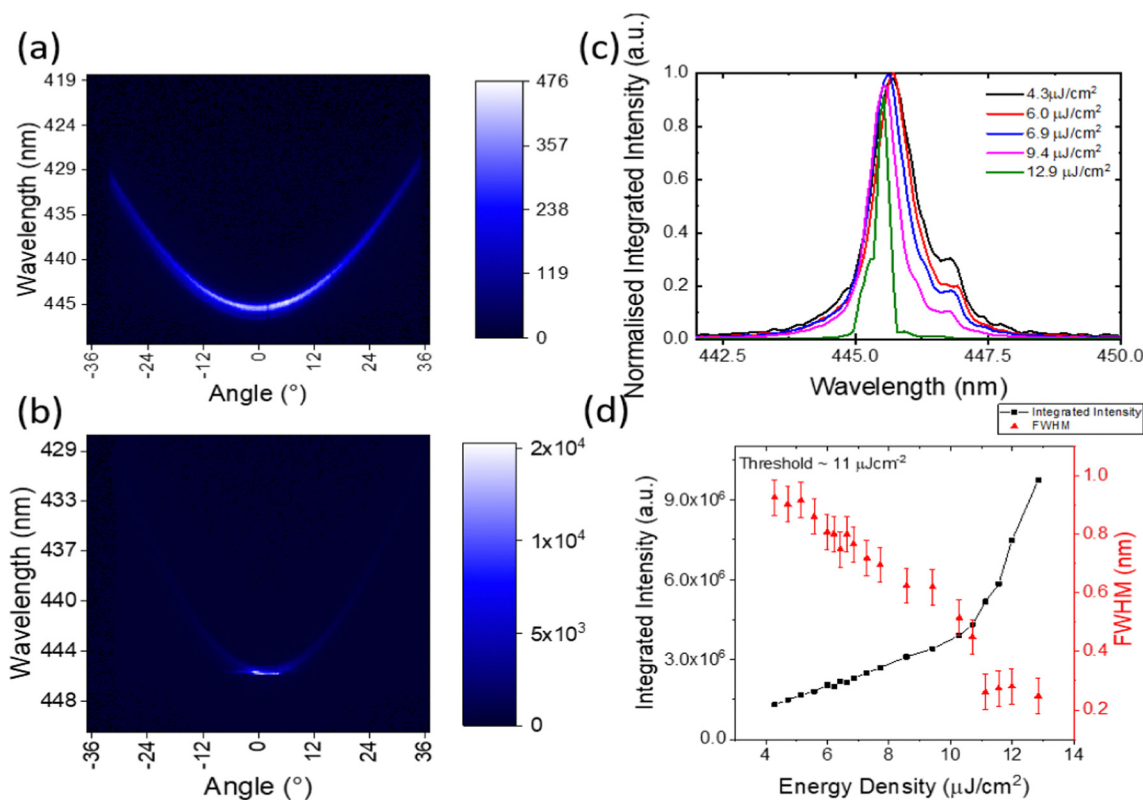 (a)
419
424
429
435
440
445
Wavelength (nm)
-36
-24
-12
0
12
24
36
Angle (°)
476
357
238
119
0
(b)
429
433
437
440
444
448
Wavelength (nm)
-36
-24
-12
0
12
24
36
Angle (°)
2x10⁴
1x10⁴
5x10³
0
(c)
Normalised Integrated Intensity (a.u.)
1.0
0.8
0.6
0.4
0.2
0.0
442.5
445.0
447.5
450.0
Wavelength (nm)
4.3μJ/cm²
6.0 μJ/cm²
6.9 μJ/cm²
9.4 μJ/cm²
12.9 μJ/cm²
(d)
Integrated Intensity
FWHM
Threshold ~ 11 μJcm⁻²
Integrated Intensity (a.u.)
9.0x10⁶
6.0x10⁶
3.0x10⁶
0.0
4
6
8
10
12
14
Energy Density (μJ/cm²)
1.0
0.8
0.6
0.4
0.2
FWHM (nm)